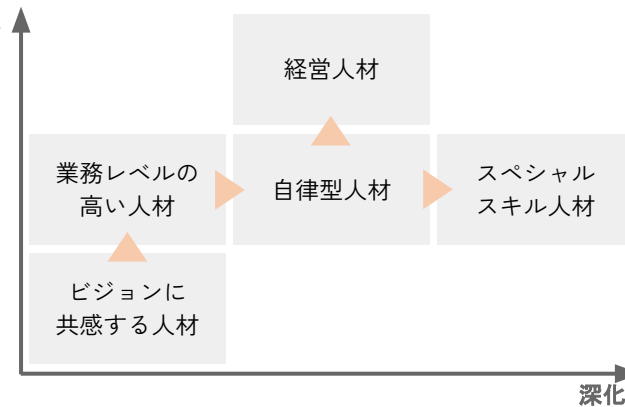 経営人材
業務レベルの
高い人材
自律型人材
スペシャル
スキル人材
ビジョンに
共感する人材
深化